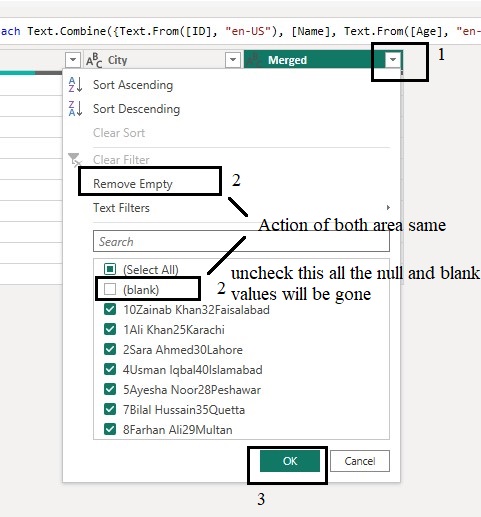 ach Text.Combine({Text.From([ID], "en-US"), [Name], Text.From([Age], "en-
1
ABC City
Merged
Sort Ascending
Sort Descending
Clear Sort
Clear Filter
Remove Empty
2
Text Filters
Action of both area same
Search
(Select All)
(blank)
2 uncheck this all the null and blank
values will be gone
10Zainab Khan32Faisalabad
1Ali Khan25Karachi
2Sara Ahmed30Lahore
4Usman Iqbal40Islamabad
5Ayesha Noor28Peshawar
7Bilal Hussain35Quetta
8Farhan Ali29Multan
OK
Cancel
3